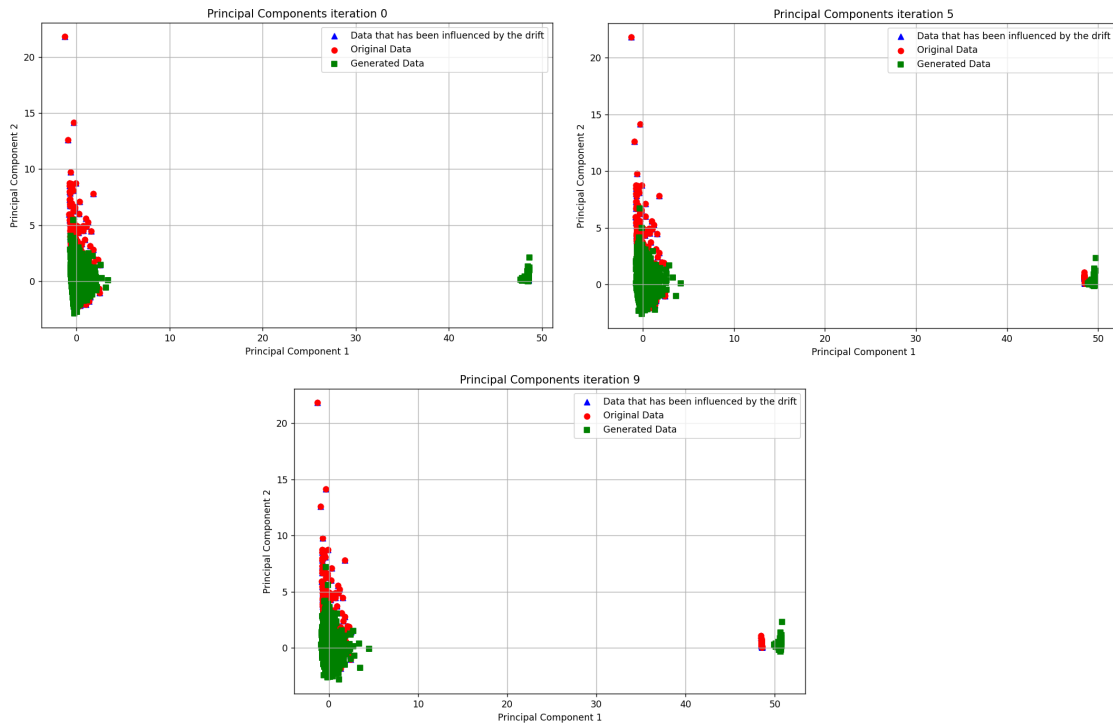 Principal Components iteration 0
Data that has been influenced by the drift
Original Data
Generated Data
Principal Component 2
20
15
10
5
0
0
10
20
30
40
50
Principal Component 1
Principal Components iteration 5
Data that has been influenced by the drift
Original Data
Generated Data
Principal Component 2
20
15
10
5
0
0
10
20
30
40
50
Principal Component 1
Principal Components iteration 9
Data that has been influenced by the drift
Original Data
Generated Data
Principal Component 2
20
15
10
5
0
0
10
20
30
40
50
Principal Component 1